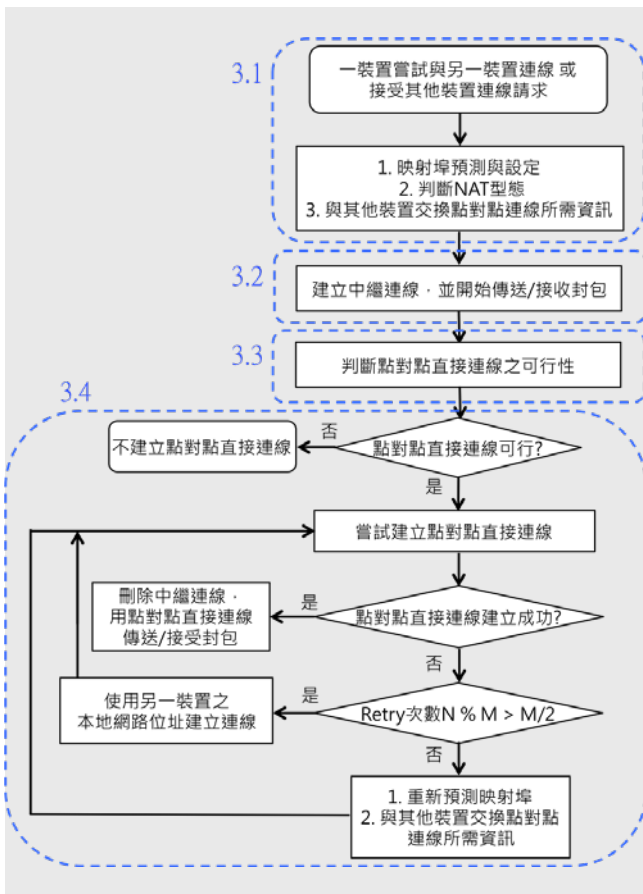 3.1
一裝置嘗試與另一裝置連線 或
接受其他裝置連線請求
1. 映射埠預測與設定
2. 判斷NAT型態
3. 與其他裝置交換點對點連線所需資訊
3.2
建立中繼連線，並開始傳送/接收封包
3.3
判斷點對點直接連線之可行性
3.4
點對點直接連線可行?
否
不建立點對點直接連線
是
嘗試建立點對點直接連線
點對點直接連線建立成功?
是
刪除中繼連線，
用點對點直接連線
傳送/接受封包
否
Retry次數N % M > M/2
是
使用另一裝置之
本地網路位址建立連線
否
1. 重新預測映射埠
2. 與其他裝置交換點對點
連線所需資訊